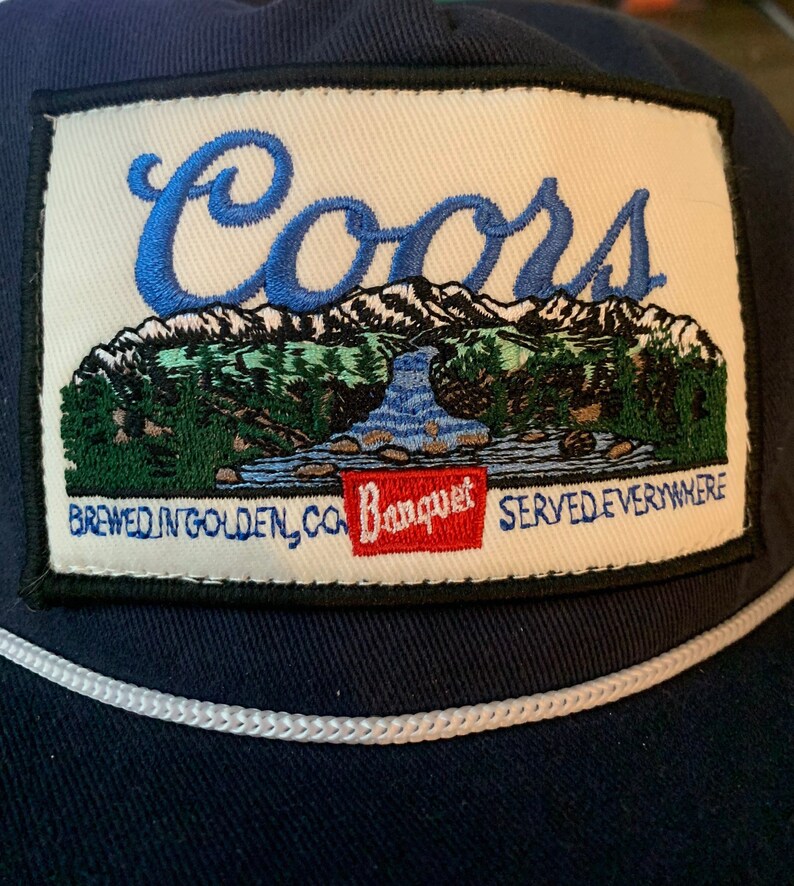 Coors
BREWED IN GOLDEN, CO. Banquet SERVED EVERYWHERE